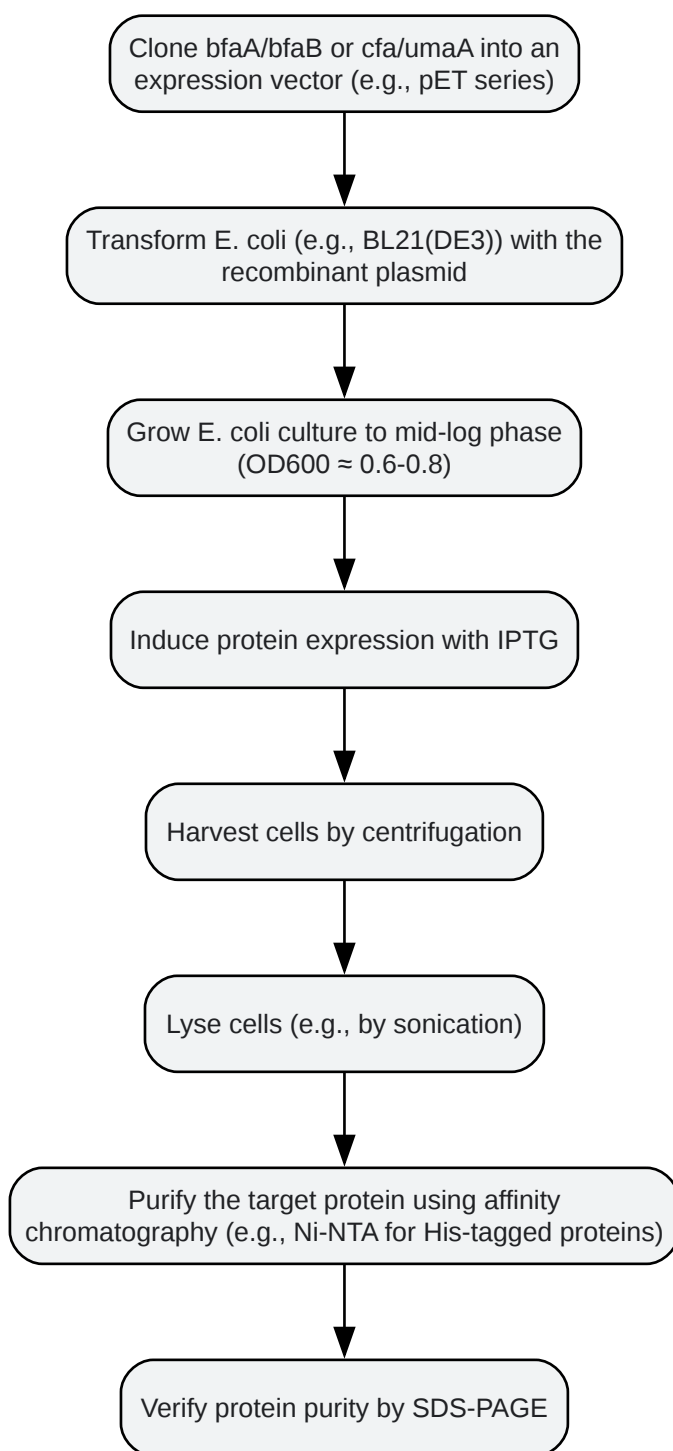 Clone bfaA/bfaB or cfa/umaA into an
expression vector (e.g., pET series)
Transform E. coli (e.g., BL21(DE3)) with the
recombinant plasmid
Grow E. coli culture to mid-log phase
(OD600 ≈ 0.6-0.8)
Induce protein expression with IPTG
Harvest cells by centrifugation
Lyse cells (e.g., by sonication)
Purify the target protein using affinity
chromatography (e.g., Ni-NTA for His-tagged proteins)
Verify protein purity by SDS-PAGE